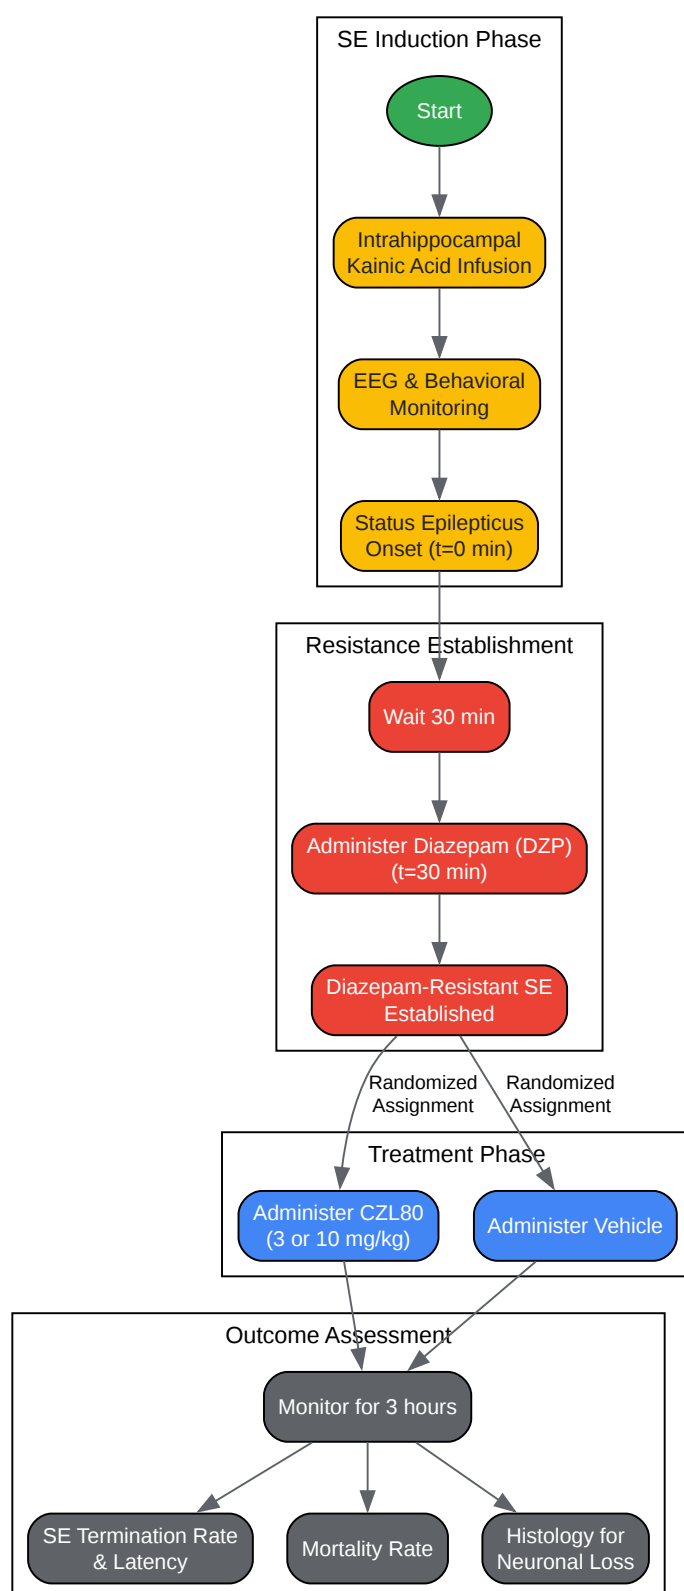 SE Induction Phase
Start
Intrahippocampal
Kainic Acid Infusion
EEG & Behavioral
Monitoring
Status Epilepticus
Onset (t=0 min)
Resistance Establishment
Wait 30 min
Administer Diazepam (DZP)
(t=30 min)
Diazepam-Resistant SE
Established
Randomized
Assignment
Randomized
Assignment
Treatment Phase
Administer CZL80
(3 or 10 mg/kg)
Administer Vehicle
Outcome Assessment
Monitor for 3 hours
SE Termination Rate
& Latency
Mortality Rate
Histology for
Neuronal Loss